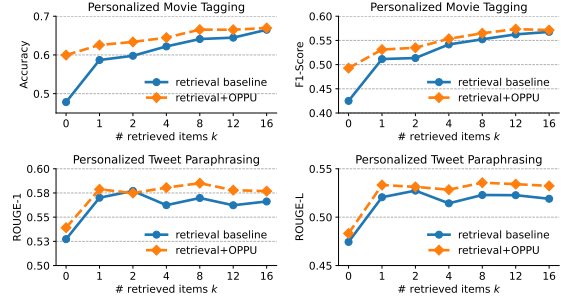 Personalized Movie Tagging
Accuracy
0.7
0.6
0.5
retrieval baseline
retrieval+OPPU
0 1 2 4 8 12 16
# retrieved items k
Personalized Movie Tagging
F1-Score
0.60
0.55
0.50
0.45
0.40
retrieval baseline
retrieval+OPPU
0 1 2 4 8 12 16
# retrieved items k
Personalized Tweet Paraphrasing
ROUGE-1
0.60
0.58
0.55
0.53
0.50
retrieval baseline
retrieval+OPPU
0 1 2 4 8 12 16
# retrieved items k
Personalized Tweet Paraphrasing
ROUGE-L
0.55
0.50
0.45
retrieval baseline
retrieval+OPPU
0 1 2 4 8 12 16
# retrieved items k